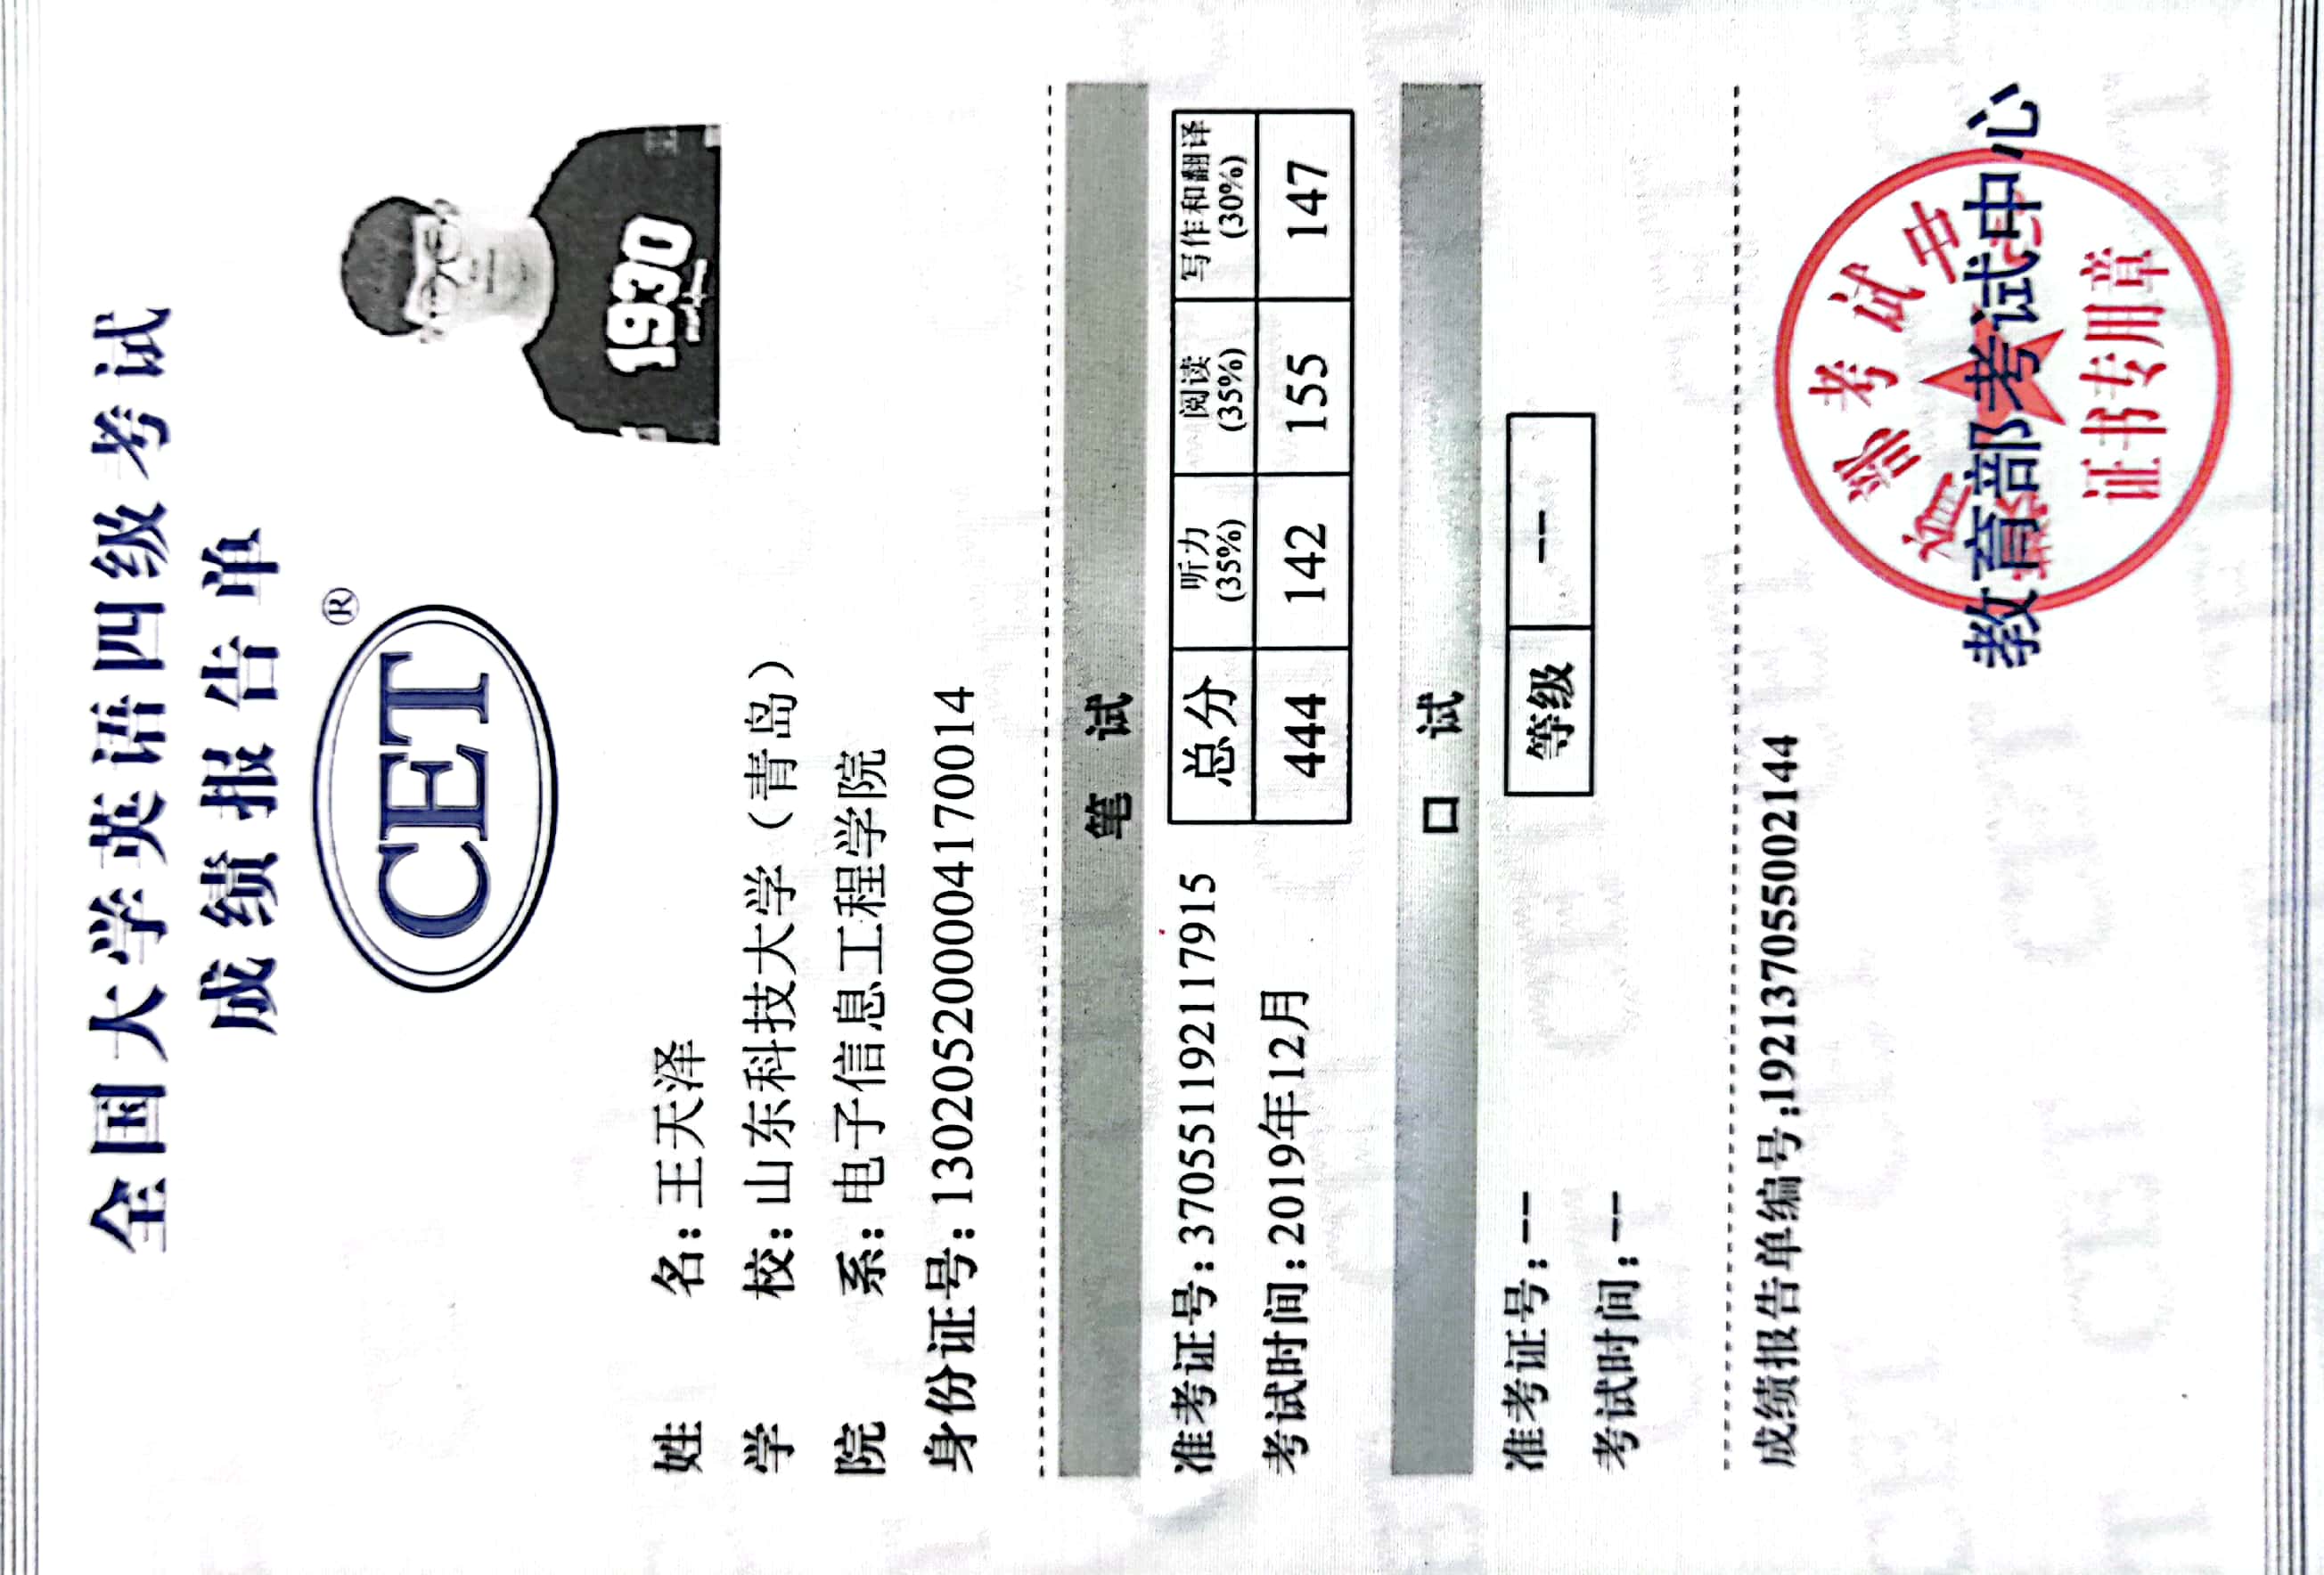 全国大学英语四级考试
成绩报告单
CET®
1930
姓 名：王天泽
学 校：山东科技大学（青岛）
院 系：电子信息工程学院
身份证号：130205200004170014
笔 试
准考证号：370551192117915
考试时间：2019年12月
总分 听力(35%) 阅读(35%) 写作和翻译(30%)
444 142 155 147
口 试
准考证号：--
考试时间：--
等级 --
成绩报告单编号：192137055002144
教育部考试中心
教育部考试中心
证书专用章